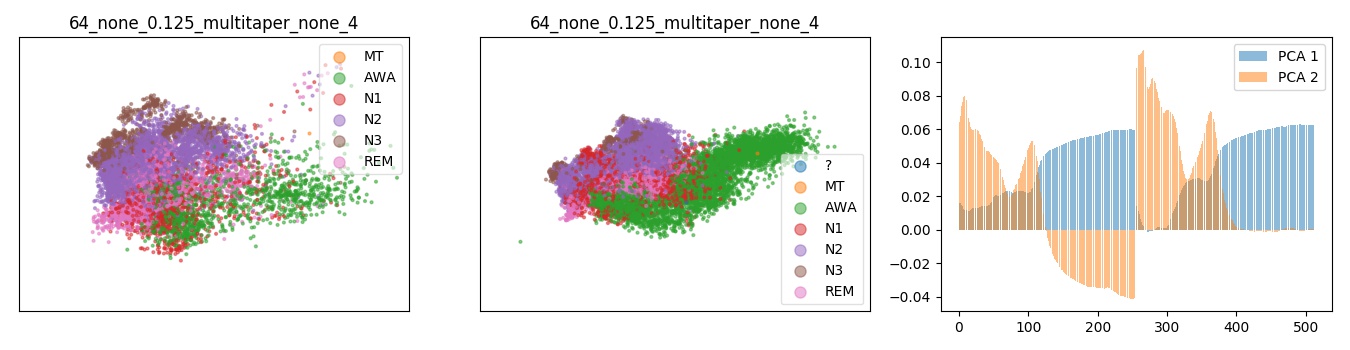 64_none_0.125_multitaper_none_4
MT
AWA
N1
N2
N3
REM
64_none_0.125_multitaper_none_4
?
MT
AWA
N1
N2
N3
REM
PCA 1
PCA 2
0.10
0.08
0.06
0.04
0.02
0.00
−0.02
−0.04
0 100 200 300 400 500